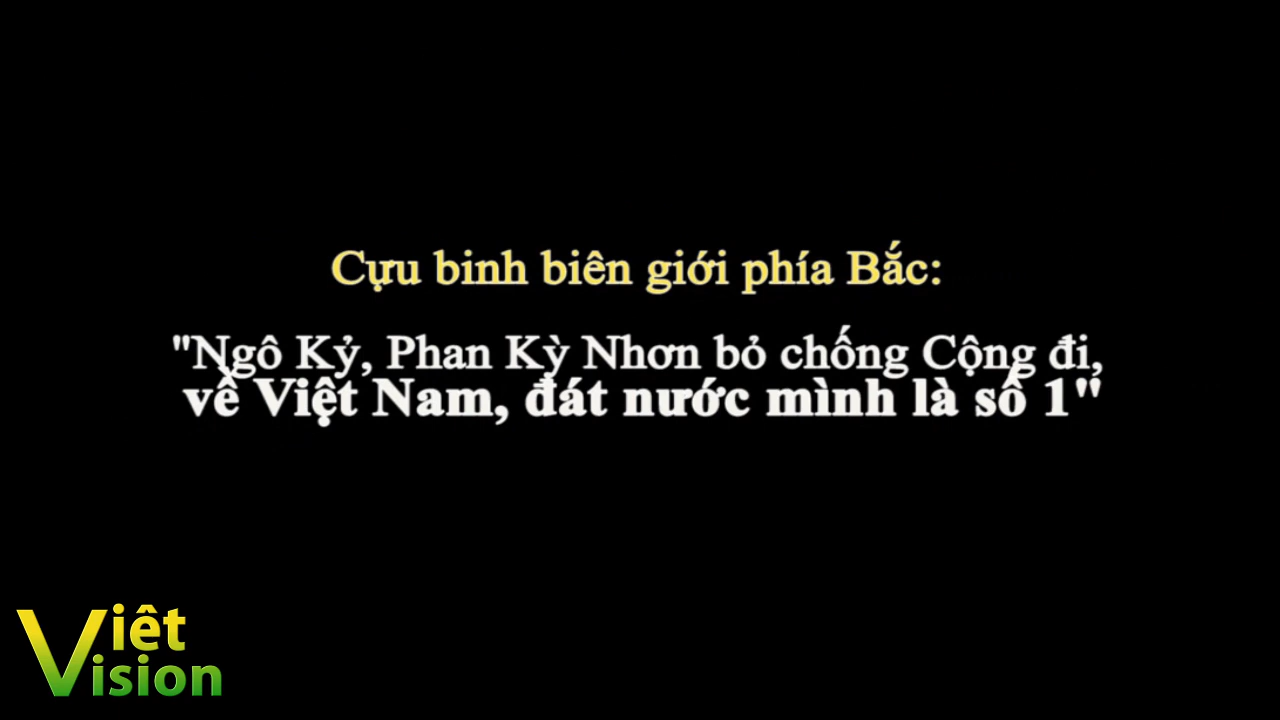 Cựu binh biên giới phía Bắc:
"Ngô Kỷ, Phan Kỳ Nhơn bỏ chống Cộng đi,
về Việt Nam, đát nước mình là số 1"
Việt
Vision